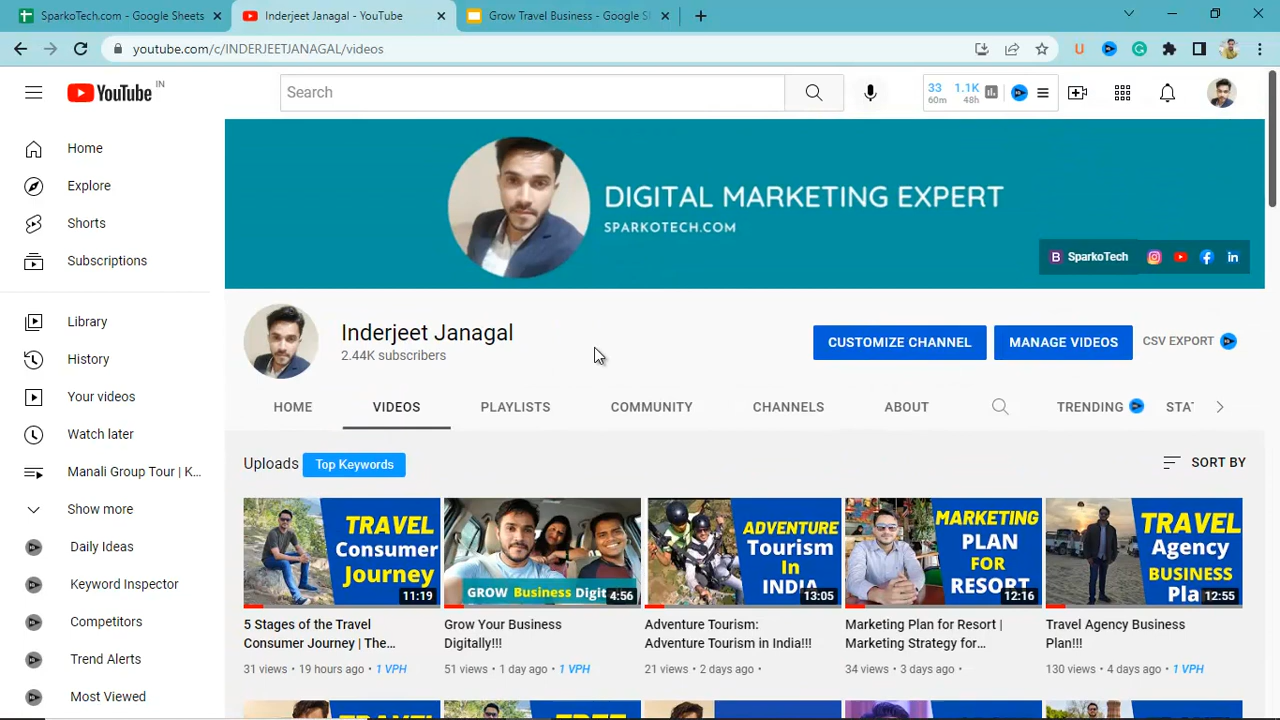 SparkoTech.com - Google Sheets
Inderjeet Janagal - YouTube
Grow Travel Business - Google Sl
youtube.com/c/INDERJEETJANAGAL/videos
YouTube IN
Search
33 1.1K
60m 48h
DIGITAL MARKETING EXPERT
SPARKOTECH.COM
SparkoTech
Home
Explore
Shorts
Subscriptions
Library
History
Your videos
Watch later
Manali Group Tour | K...
Show more
Daily Ideas
Keyword Inspector
Competitors
Trend Alerts
Most Viewed
Inderjeet Janagal
2.44K subscribers
CUSTOMIZE CHANNEL
MANAGE VIDEOS
CSV EXPORT
HOME VIDEOS PLAYLISTS COMMUNITY CHANNELS ABOUT TRENDING STAT
Uploads Top Keywords
SORT BY
TRAVEL
Consumer
Journey
11:19
5 Stages of the Travel
Consumer Journey | The...
31 views • 19 hours ago • 1 VPH
GROW Business Digit
4:56
Grow Your Business
Digitally!!!
51 views • 1 day ago • 1 VPH
ADVENTURE
Tourism
In
INDIA
13:05
Adventure Tourism:
Adventure Tourism in India!!!
21 views • 2 days ago •
MARKETING
PLAN
FOR
RESORT
12:16
Marketing Plan for Resort |
Marketing Strategy for...
34 views • 3 days ago •
TRAVEL
Agency
BUSINESS
Plan
12:55
Travel Agency Business
Plan!!!
130 views • 4 days ago • 1 VPH